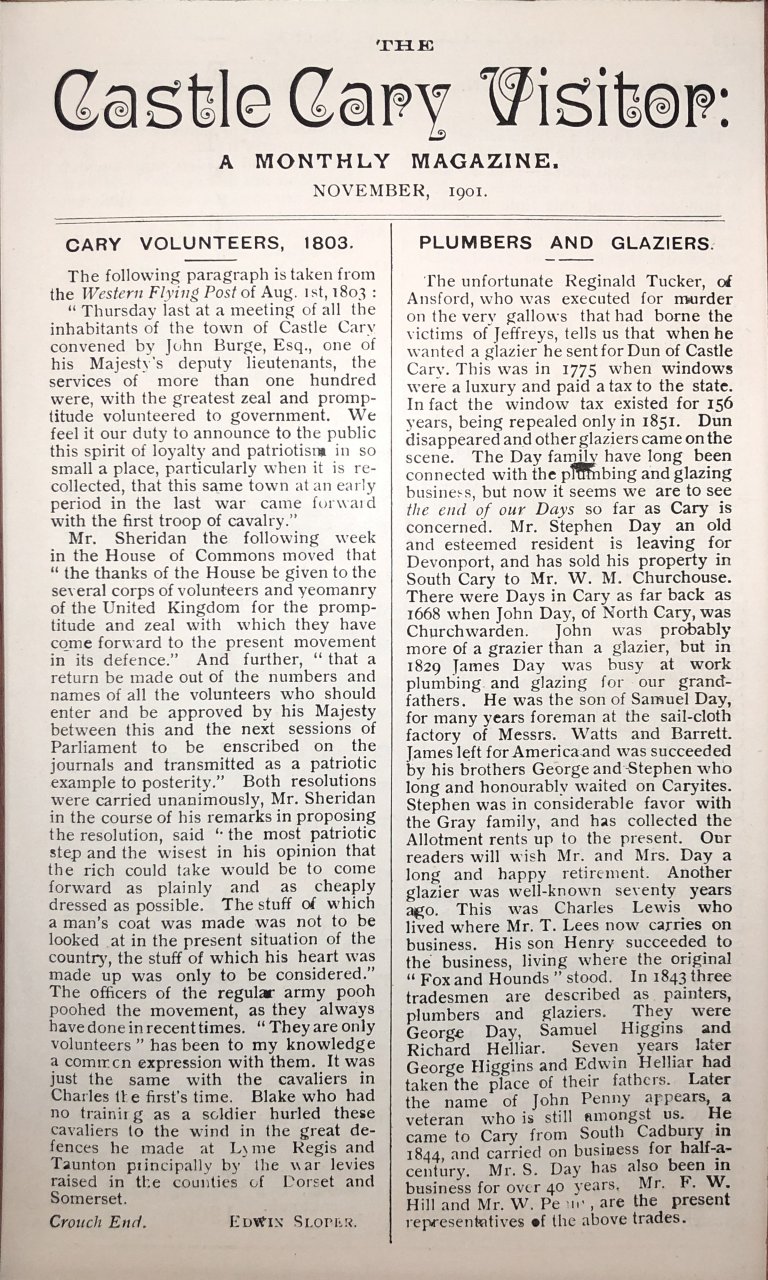 THE
Castle Cary Visitor:
A MONTHLY MAGAZINE.
NOVEMBER, 1901.
CARY VOLUNTEERS, 1803.
The following paragraph is taken from
the Western Flying Post of Aug. 1st, 1803 :
“ Thursday last at a meeting of all the
inhabitants of the town of Castle Cary
convened by John Burge, Esq., one of
his Majesty's deputy lieutenants, the
services of more than one hundred
were, with the greatest zeal and promp-
titude volunteered to government. We
feel it our duty to announce to the public
this spirit of loyalty and patriotism in so
small a place, particularly when it is re-
collected, that this same town at an early
period in the last war came forward
with the first troop of cavalry.”
Mr. Sheridan the following week
in the House of Commons moved that
“ the thanks of the House be given to the
several corps of volunteers and yeomanry
of the United Kingdom for the promp-
titude and zeal with which they have
come forward to the present movement
in its defence.” And further, “ that a
return be made out of the numbers and
names of all the volunteers who should
enter and be approved by his Majesty
between this and the next sessions of
Parliament to be enscribed on the
journals and transmitted as a patriotic
example to posterity.” Both resolutions
were carried unanimously, Mr. Sheridan
in the course of his remarks in proposing
the resolution, said “ the most patriotic
step and the wisest in his opinion that
the rich could take would be to come
forward as plainly and as cheaply
dressed as possible. The stuff of which
a man's coat was made was not to be
looked at in the present situation of the
country, the stuff of which his heart was
made up was only to be considered.”
The officers of the regular army pooh
poohed the movement, as they always
have done in recent times. “ They are only
volunteers ” has been to my knowledge
a common expression with them. It was
just the same with the cavaliers in
Charles the first's time. Blake who had
no training as a soldier hurled these
cavaliers to the wind in the great de-
fences he made at Lyme Regis and
Taunton principally by the war levies
raised in the counties of Dorset and
Somerset.
Crouch End. EDWIN SLOPER.
PLUMBERS AND GLAZIERS.
The unfortunate Reginald Tucker, of
Ansford, who was executed for murder
on the very gallows that had borne the
victims of Jeffreys, tells us that when he
wanted a glazier he sent for Dun of Castle
Cary. This was in 1775 when windows
were a luxury and paid a tax to the state.
In fact the window tax existed for 156
years, being repealed only in 1851. Dun
disappeared and other glaziers came on the
scene. The Day family have long been
connected with the plumbing and glazing
business, but now it seems we are to see
the end of our Days so far as Cary is
concerned. Mr. Stephen Day an old
and esteemed resident is leaving for
Devonport, and has sold his property in
South Cary to Mr. W. M. Churchouse.
There were Days in Cary as far back as
1668 when John Day, of North Cary, was
Churchwarden. John was probably
more of a grazier than a glazier, but in
1829 James Day was busy at work
plumbing and glazing for our grand-
fathers. He was the son of Samuel Day,
for many years foreman at the sail-cloth
factory of Messrs. Watts and Barrett.
James left for America and was succeeded
by his brothers George and Stephen who
long and honourably waited on Caryites.
Stephen was in considerable favor with
the Gray family, and has collected the
Allotment rents up to the present. Our
readers will wish Mr. and Mrs. Day a
long and happy retirement. Another
glazier was well-known seventy years
ago. This was Charles Lewis who
lived where Mr. T. Lees now carries on
business. His son Henry succeeded to
the business, living where the original
“ Fox and Hounds ” stood. In 1843 three
tradesmen are described as painters,
plumbers and glaziers. They were
George Day, Samuel Higgins and
Richard Helliar. Seven years later
George Higgins and Edwin Helliar had
taken the place of their fathers. Later
the name of John Penny appears, a
veteran who is still amongst us. He
came to Cary from South Cadbury in
1844, and carried on business for half-a-
century. Mr. S. Day has also been in
business for over 40 years. Mr. F. W.
Hill and Mr. W. , are the present
representatives of the above trades.